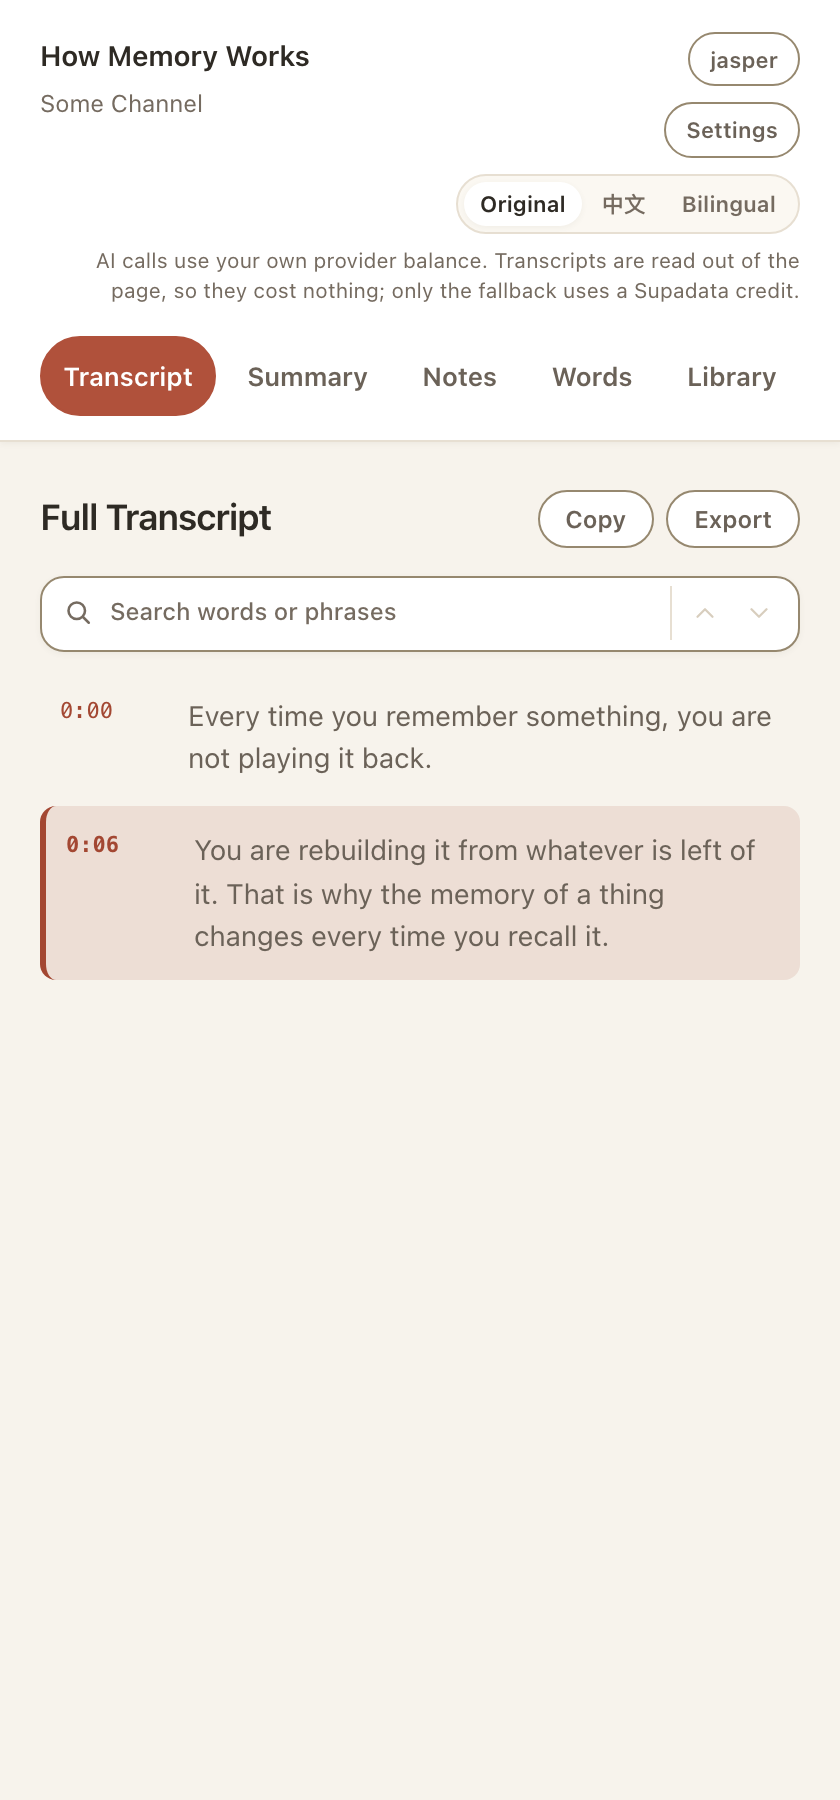 How Memory Works
jasper
Some Channel
Settings
Original 中文 Bilingual
AI calls use your own provider balance. Transcripts are read out of the
page, so they cost nothing; only the fallback uses a Supadata credit.
Transcript Summary Notes Words Library
Full Transcript
Copy Export
Search words or phrases
0:00 Every time you remember something, you are
not playing it back.
0:06 You are rebuilding it from whatever is left of
it. That is why the memory of a thing
changes every time you recall it.